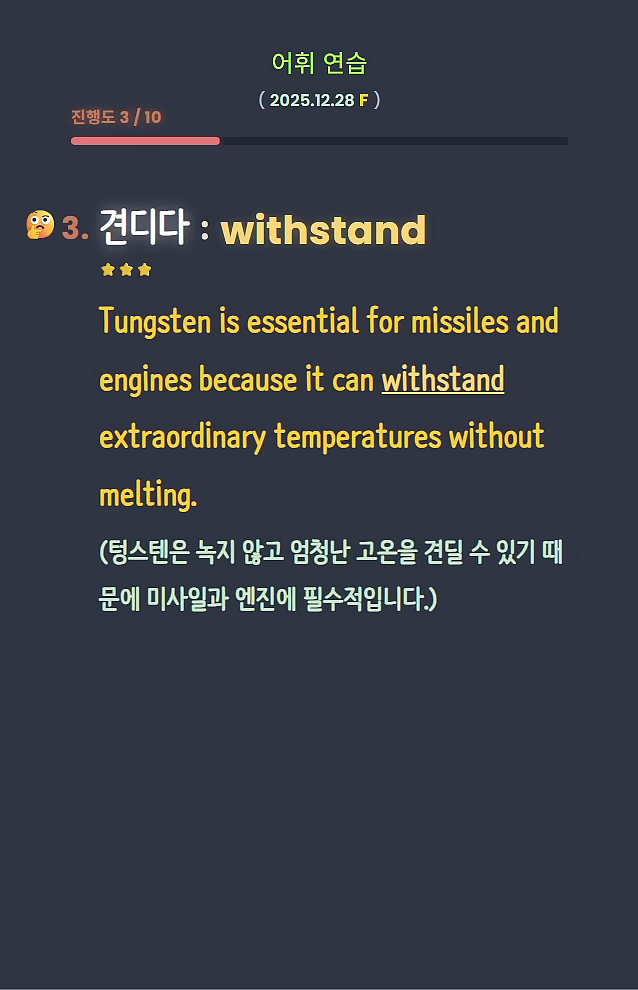 어휘 연습
( 2025.12.28 F )
진행도 3 / 10
3. 견디다 : withstand
Tungsten is essential for missiles and
engines because it can withstand
extraordinary temperatures without
melting.
(텅스텐은 녹지 않고 엄청난 고온을 견딜 수 있기 때
문에 미사일과 엔진에 필수적입니다.)